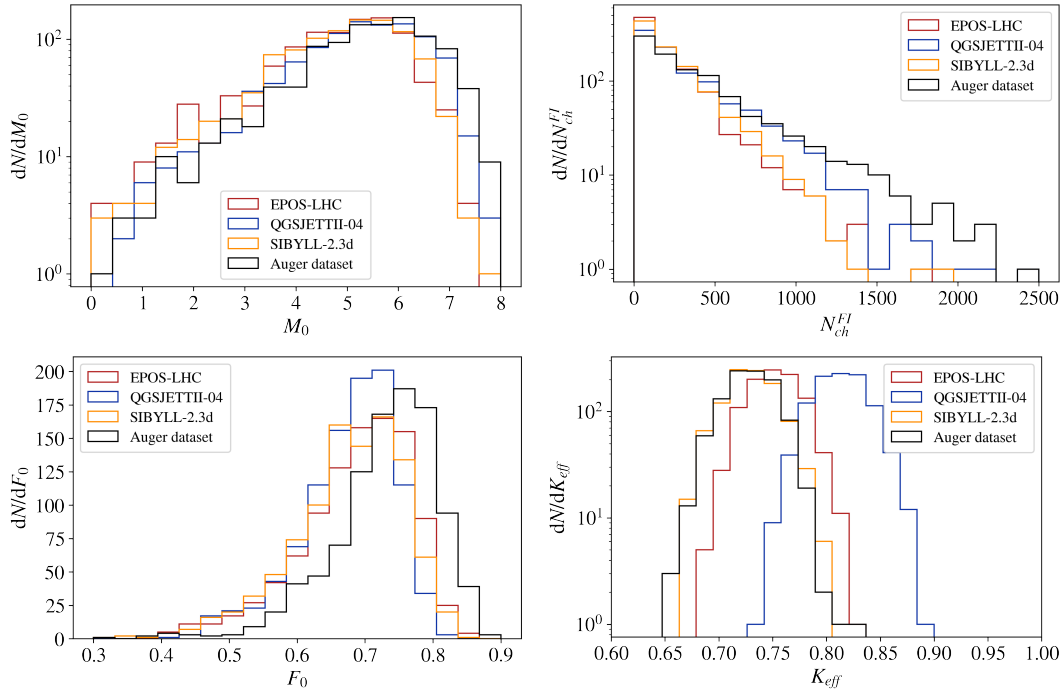 dN/dM₀
10²
10¹
10⁰
EPOS-LHC
QGSJETTII-04
SIBYLL-2.3d
Auger dataset
0 1 2 3 4 5 6 7 8
M₀
dN/dN_{ch}^{FI}
10²
10¹
10⁰
EPOS-LHC
QGSJETTII-04
SIBYLL-2.3d
Auger dataset
0 500 1000 1500 2000 2500
N_{ch}^{FI}
dN/dF₀
200
175
150
125
100
75
50
25
0
EPOS-LHC
QGSJETTII-04
SIBYLL-2.3d
Auger dataset
0.3 0.4 0.5 0.6 0.7 0.8 0.9
F₀
dN/dK_{eff}
10²
10¹
10⁰
EPOS-LHC
QGSJETTII-04
SIBYLL-2.3d
Auger dataset
0.60 0.65 0.70 0.75 0.80 0.85 0.90 0.95 1.00
K_{eff}